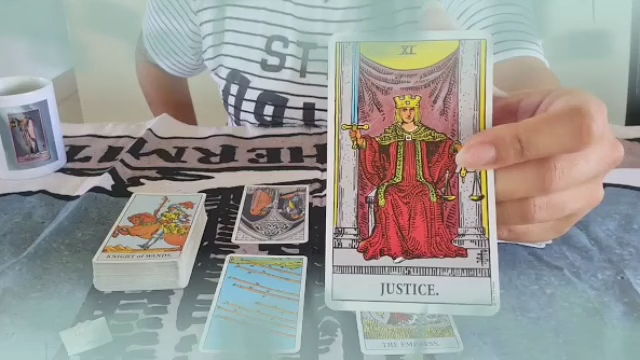 ST
HERMIT
XI
KNIGHT of WANDS.
JUSTICE.
THE EMPRESS.